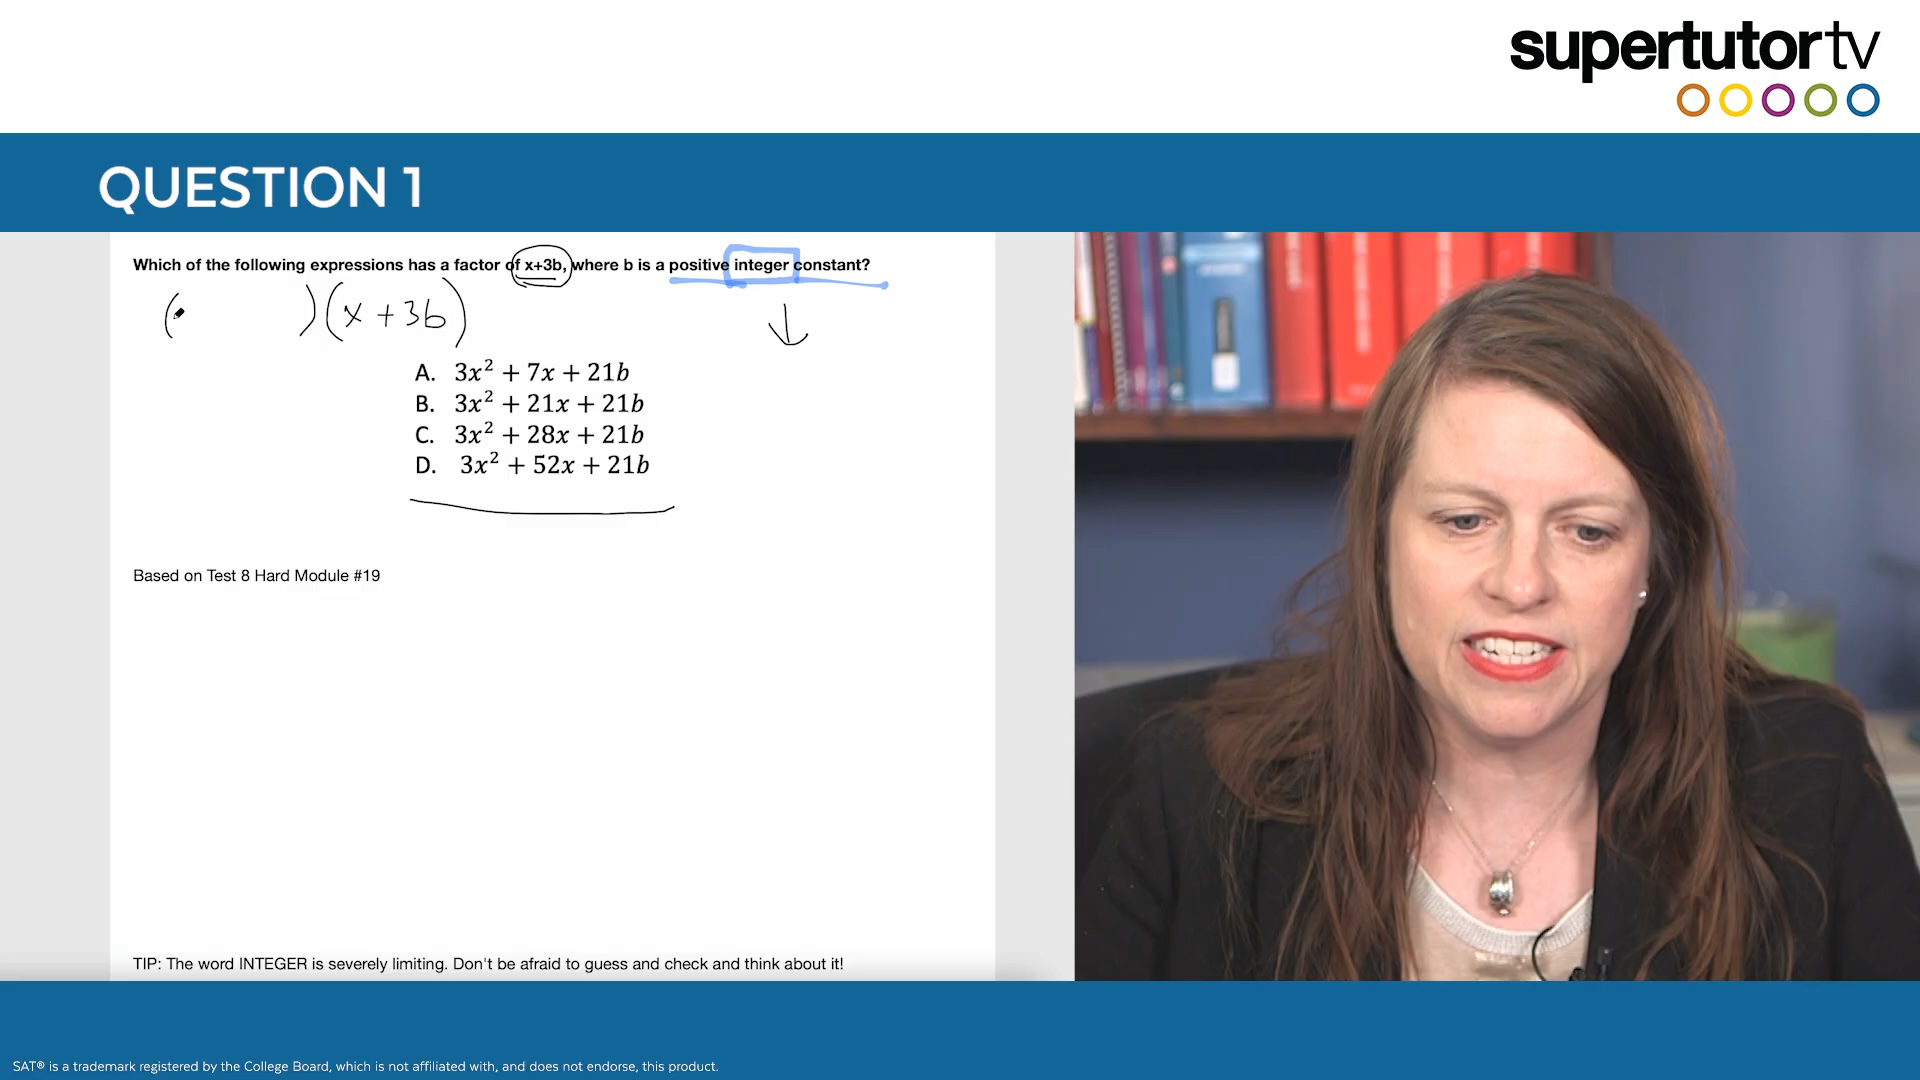 supertutortv
QUESTION 1
Which of the following expressions has a factor of x+3b, where b is a positive integer constant?
( )(x + 3b)
A. 3x² + 7x + 21b
B. 3x² + 21x + 21b
C. 3x² + 28x + 21b
D. 3x² + 52x + 21b
Based on Test 8 Hard Module #19
TIP: The word INTEGER is severely limiting. Don't be afraid to guess and check and think about it!
SAT® is a trademark registered by the College Board, which is not affiliated with, and does not endorse, this product.